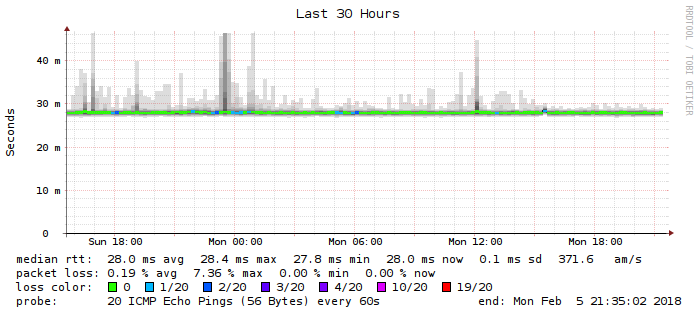 Last 30 Hours
RRDTOOL / TOBI OETIKER
Seconds
40 m
30 m
20 m
10 m
0
Sun 18:00 Mon 00:00 Mon 06:00 Mon 12:00 Mon 18:00
median rtt: 28.0 ms avg 28.4 ms max 27.8 ms min 28.0 ms now 0.1 ms sd 371.6 am/s
packet loss: 0.19 % avg 7.36 % max 0.00 % min 0.00 % now
loss color: 0 1/20 2/20 3/20 4/20 10/20 19/20
probe: 20 ICMP Echo Pings (56 Bytes) every 60s end: Mon Feb 5 21:35:02 2018